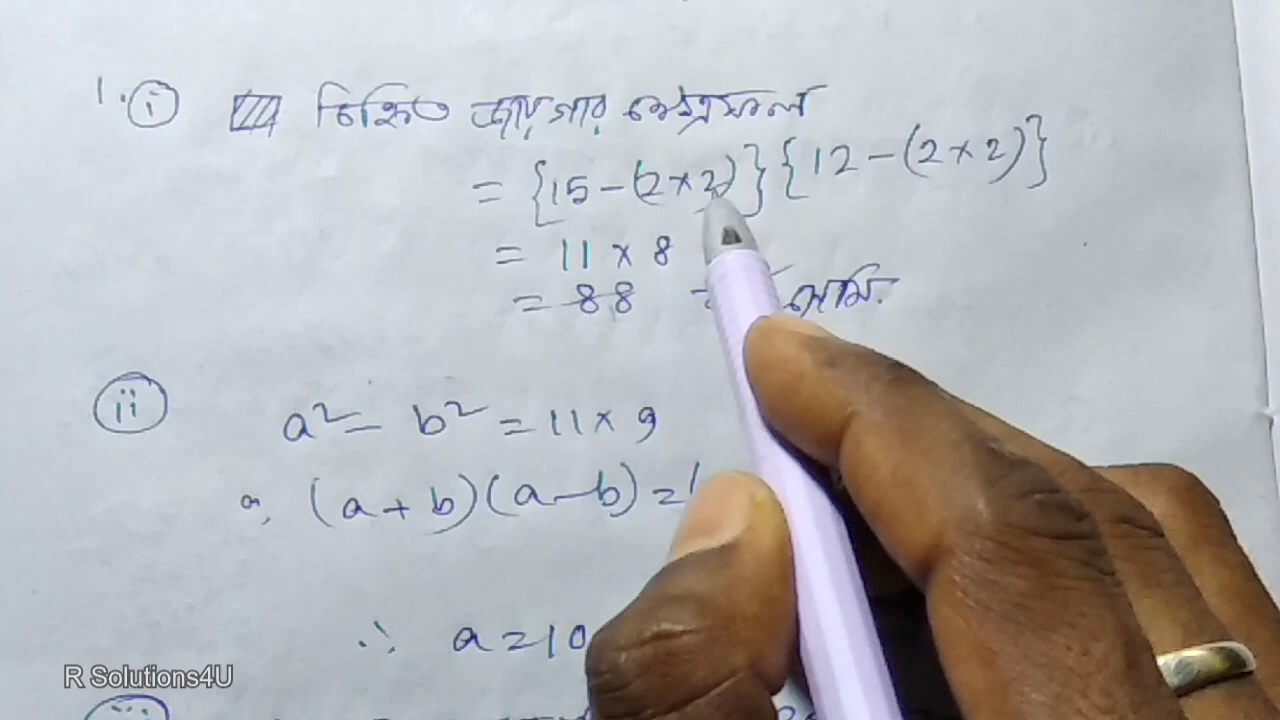 1. (i) চিহ্নিত জায়গার ক্ষেত্রফল
= {15 - (2 × 2)} {12 - (2 × 2)}
= 11 × 8
= 88 সেমি.
(ii) a² - b² = 11 × 9
(a + b) (a - b) =
∴ a = 10
R Solutions4U